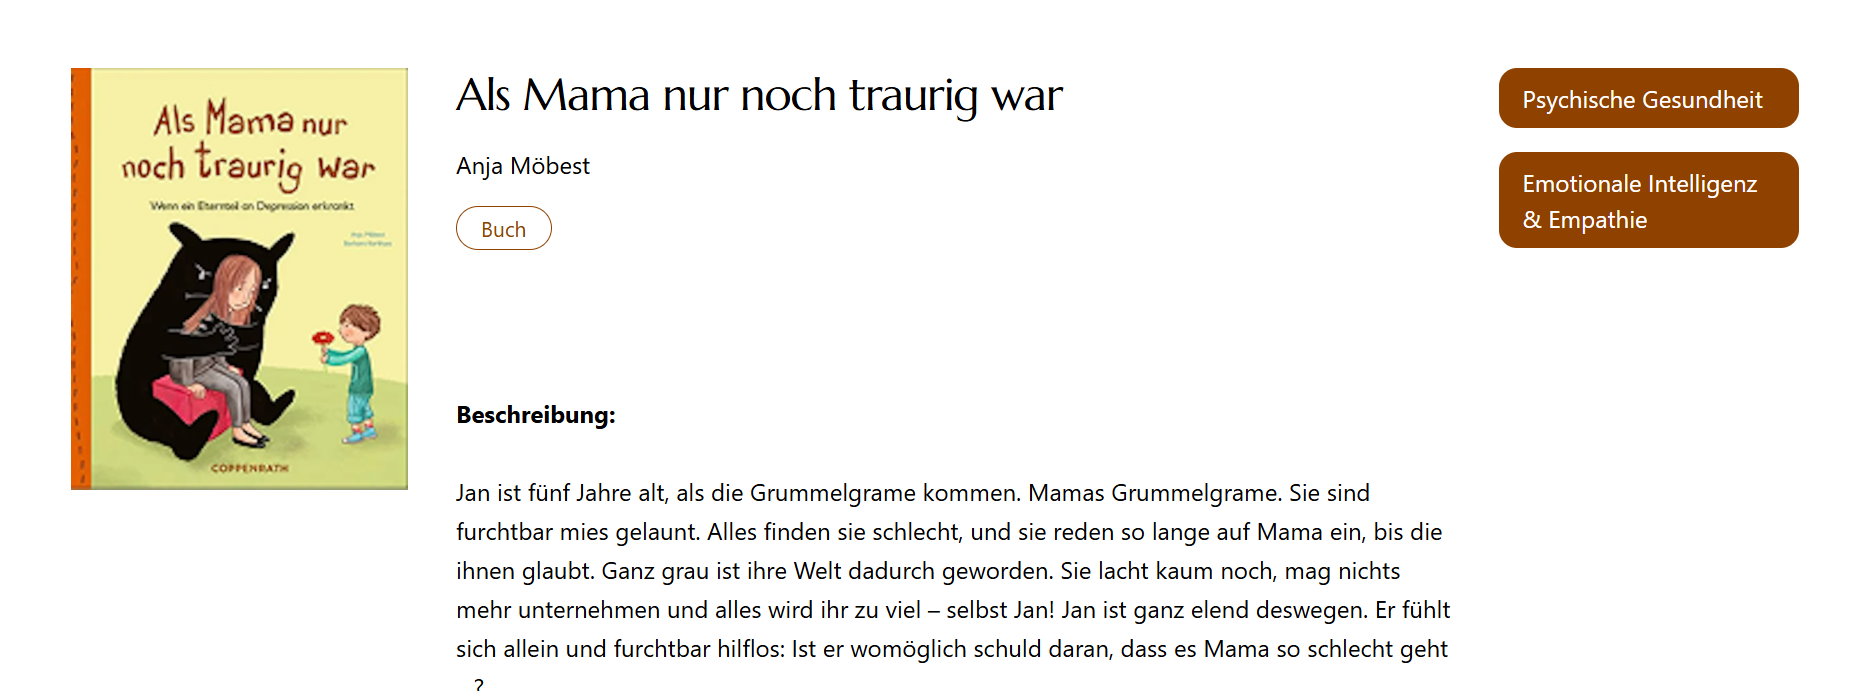 Als Mama nur
noch traurig war
Wenn ein Elternteil an Depression erkrankt
Anja Möbest
COPPENRATH
Als Mama nur noch traurig war
Anja Möbest
Buch
Beschreibung:
Jan ist fünf Jahre alt, als die Grummelgrame kommen. Mamas Grummelgrame. Sie sind
furchtbar mies gelaunt. Alles finden sie schlecht, und sie reden so lange auf Mama ein, bis die
ihnen glaubt. Ganz grau ist ihre Welt dadurch geworden. Sie lacht kaum noch, mag nichts
mehr unternehmen und alles wird ihr zu viel – selbst Jan! Jan ist ganz elend deswegen. Er fühlt
sich allein und furchtbar hilflos: Ist er womöglich schuld daran, dass es Mama so schlecht geht
?
Psychische Gesundheit
Emotionale Intelligenz
& Empathie